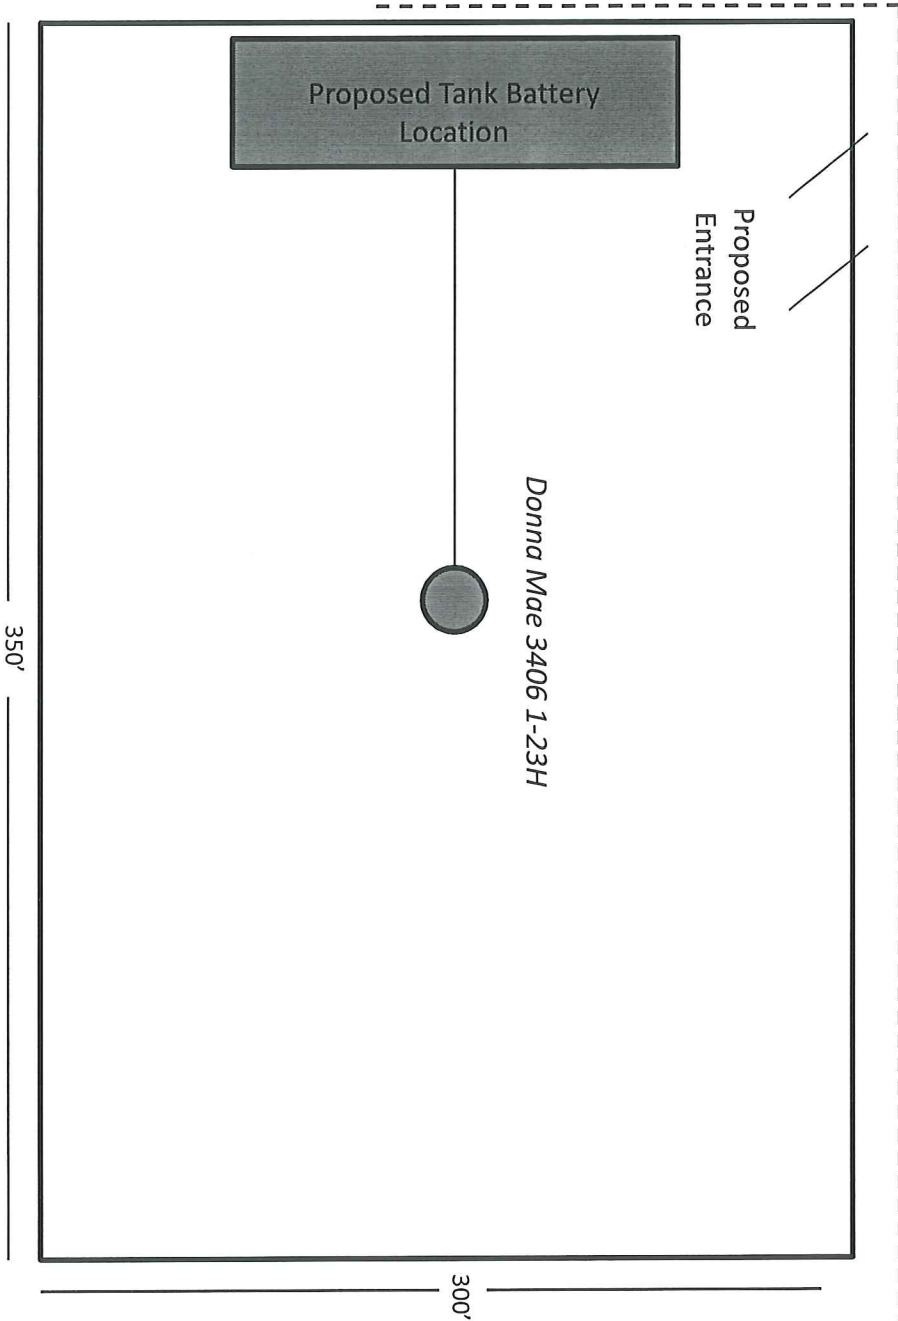 Proposed Tank Battery
Location
Proposed
Entrance
Donna Mae 3406 1-23H
350’
300’